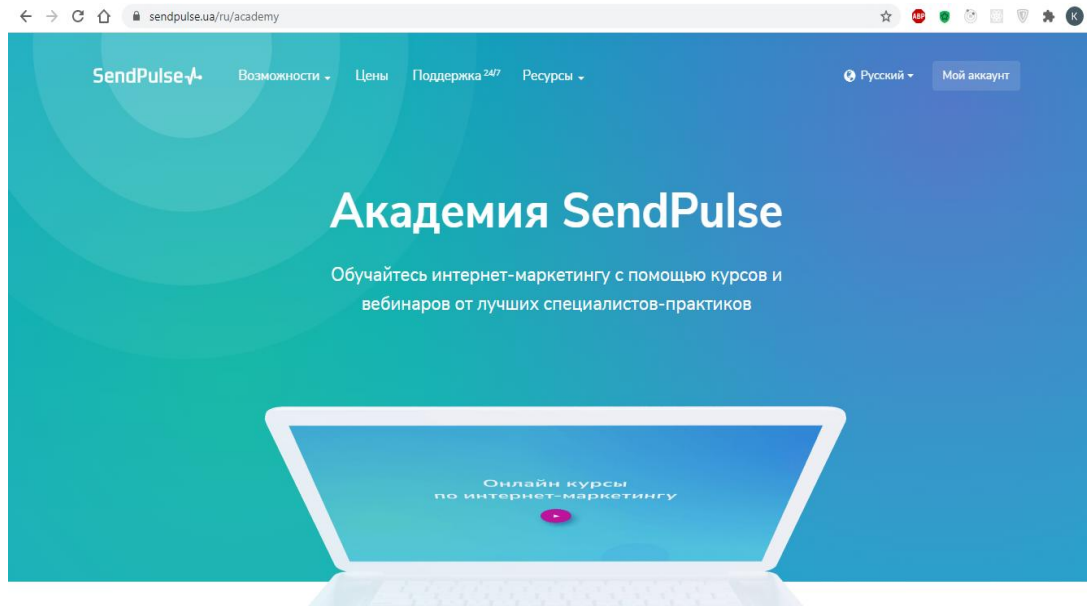 sendpulse.ua/ru/academy
ABP
K
SendPulse
Возможности Цены Поддержка 24/7 Ресурсы Русский Мой аккаунт
Академия SendPulse
Обучайтесь интернет-маркетингу с помощью курсов и
вебинаров от лучших специалистов-практиков
Онлайн курсы
по интернет-маркетингу